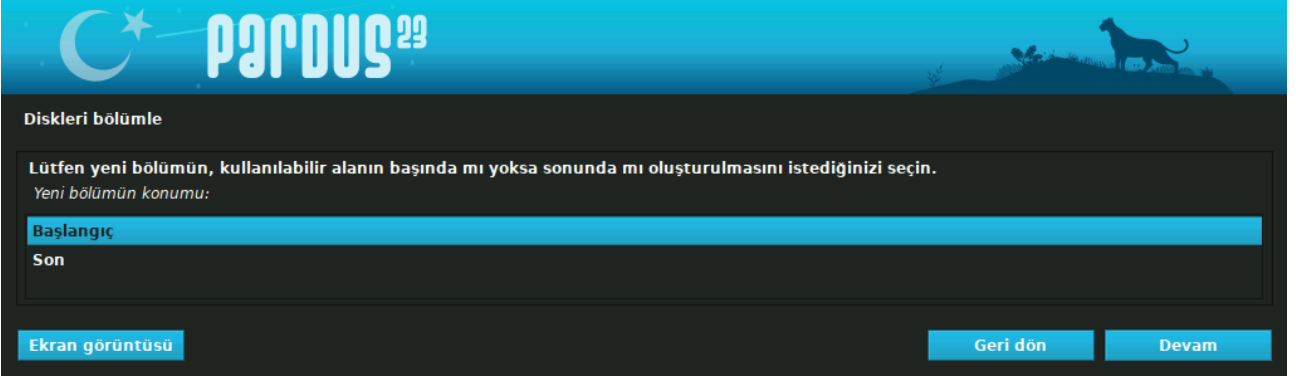 Pardus 23
Diskleri bölümle
Lütfen yeni bölümün, kullanılabilir alanın başında mı yoksa sonunda mı oluşturulmasını istediğinizi seçin.
Yeni bölümün konumu:
Başlangıç
Son
Ekran görüntüsü
Geri dön
Devam